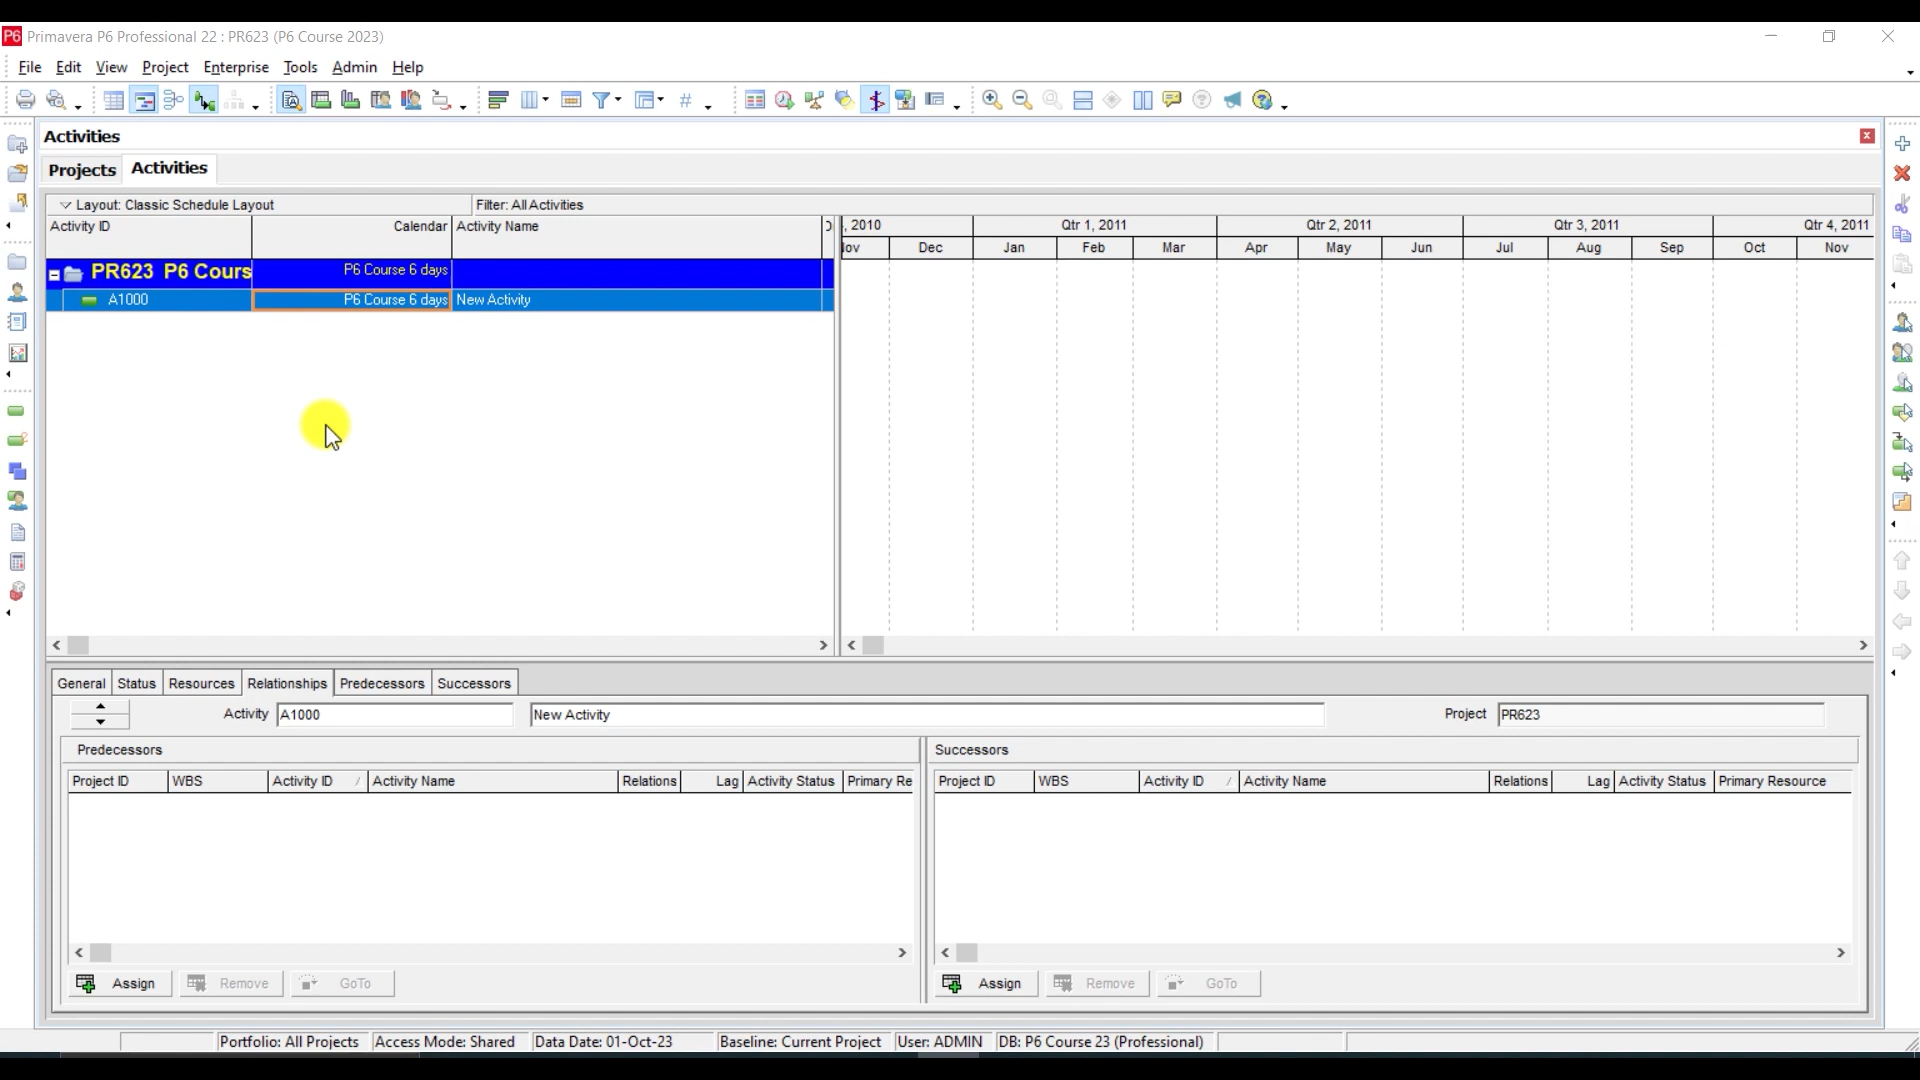 P6 Primavera P6 Professional 22 : PR623 (P6 Course 2023)
File Edit View Project Enterprise Tools Admin Help
Activities
Projects Activities
Layout: Classic Schedule Layout Filter: All Activities
Activity ID Calendar Activity Name , 2010 Qtr 1, 2011 Qtr 2, 2011 Qtr 3, 2011 Qtr 4, 2011
Dec Jan Feb Mar Apr May Jun Jul Aug Sep Oct Nov
PR623 P6 Cours P6 Course 6 days
A1000 P6 Course 6 days New Activity
General Status Resources Relationships Predecessors Successors
Activity A1000 New Activity Project PR623
Predecessors Successors
Project ID WBS Activity ID / Activity Name Relations Lag Activity Status Primary Re Project ID WBS Activity ID / Activity Name Relations Lag Activity Status Primary Resource
Assign Remove GoTo Assign Remove GoTo
Portfolio: All Projects Access Mode: Shared Data Date: 01-Oct-23 Baseline: Current Project User: ADMIN DB: P6 Course 23 (Professional)